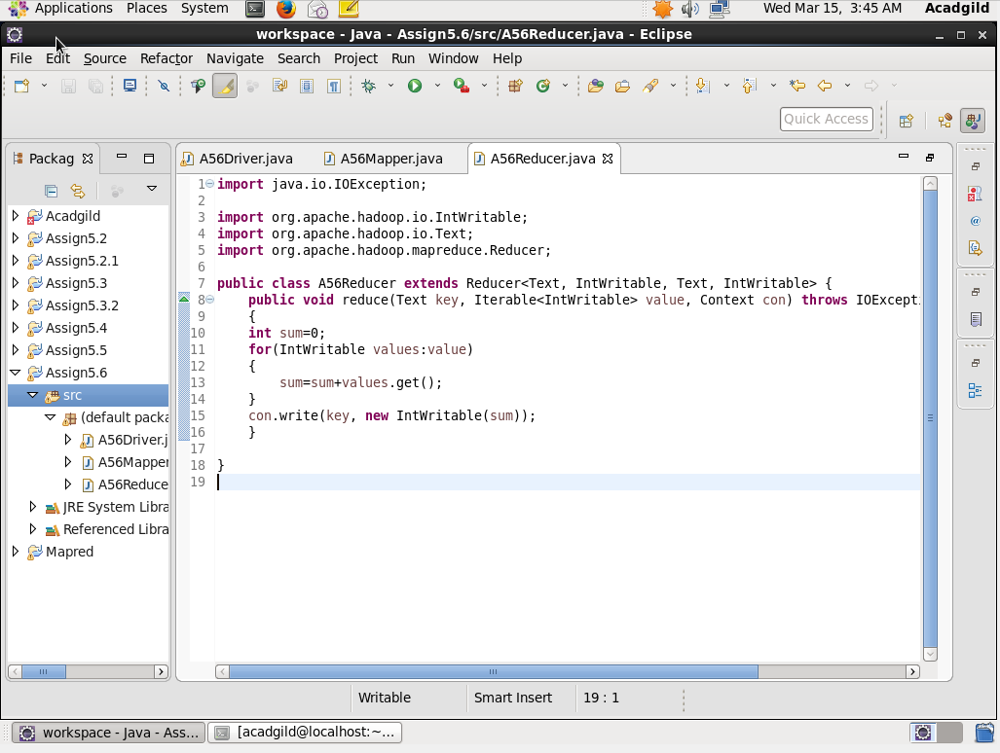 Applications Places System Wed Mar 15, 3:45 AM Acadgild
workspace - Java - Assign5.6/src/A56Reducer.java - Eclipse
File Edit Source Refactor Navigate Search Project Run Window Help
Quick Access
Packag
A56Driver.java A56Mapper.java A56Reducer.java
Acadgild
Assign5.2
Assign5.2.1
Assign5.3
Assign5.3.2
Assign5.4
Assign5.5
Assign5.6
src
(default packa
A56Driver.j
A56Mapper
A56Reduce
JRE System Libra
Referenced Libra
Mapred
1 import java.io.IOException;
2
3 import org.apache.hadoop.io.IntWritable;
4 import org.apache.hadoop.io.Text;
5 import org.apache.hadoop.mapreduce.Reducer;
6
7 public class A56Reducer extends Reducer<Text, IntWritable, Text, IntWritable> {
8 public void reduce(Text key, Iterable<IntWritable> value, Context con) throws IOExcepti
9 {
10 int sum=0;
11 for(IntWritable values:value)
12 {
13 sum=sum+values.get();
14 }
15 con.write(key, new IntWritable(sum));
16 }
17
18 }
19
Writable Smart Insert 19 : 1
workspace - Java - Ass... [acadgild@localhost:~...